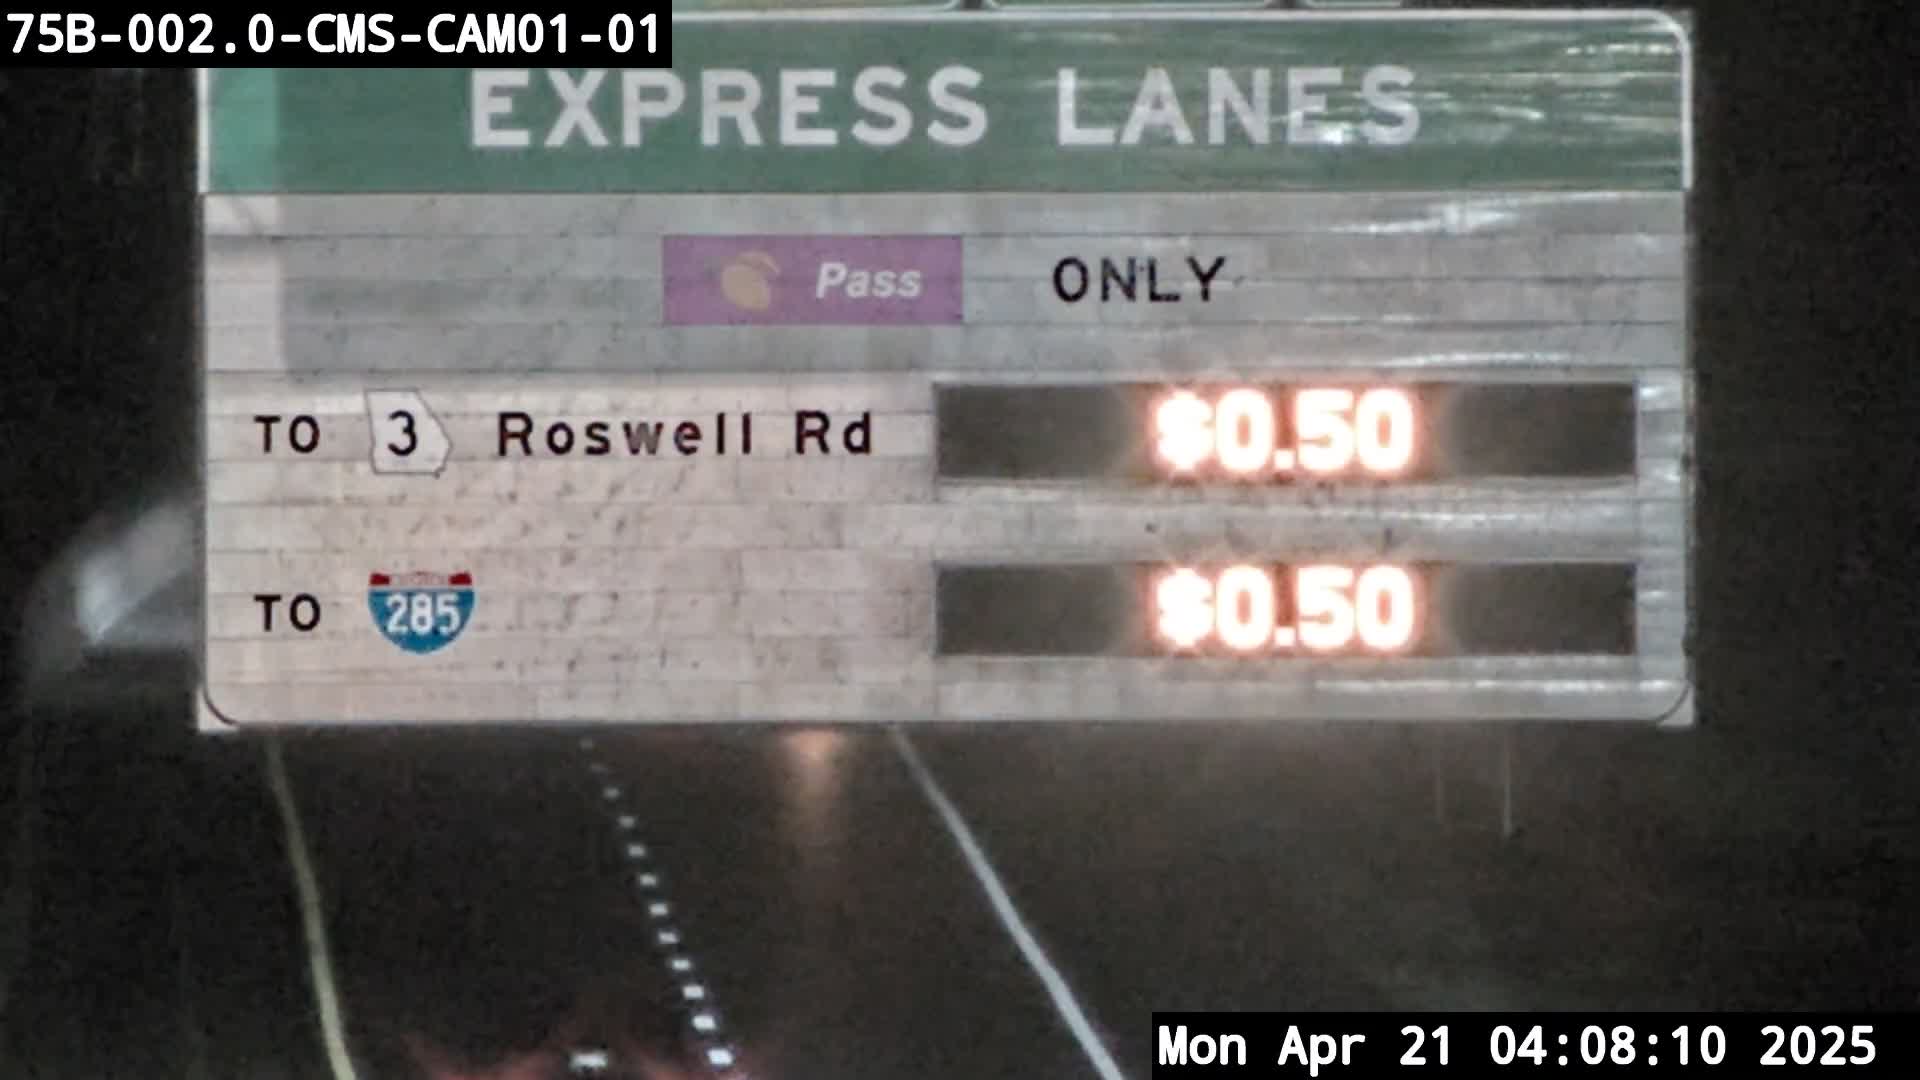 75B-002.0-CMS-CAM01-01
EXPRESS LANES
Pass ONLY
TO 3 Roswell Rd $0.50
TO 285 $0.50
Mon Apr 21 04:08:10 2025